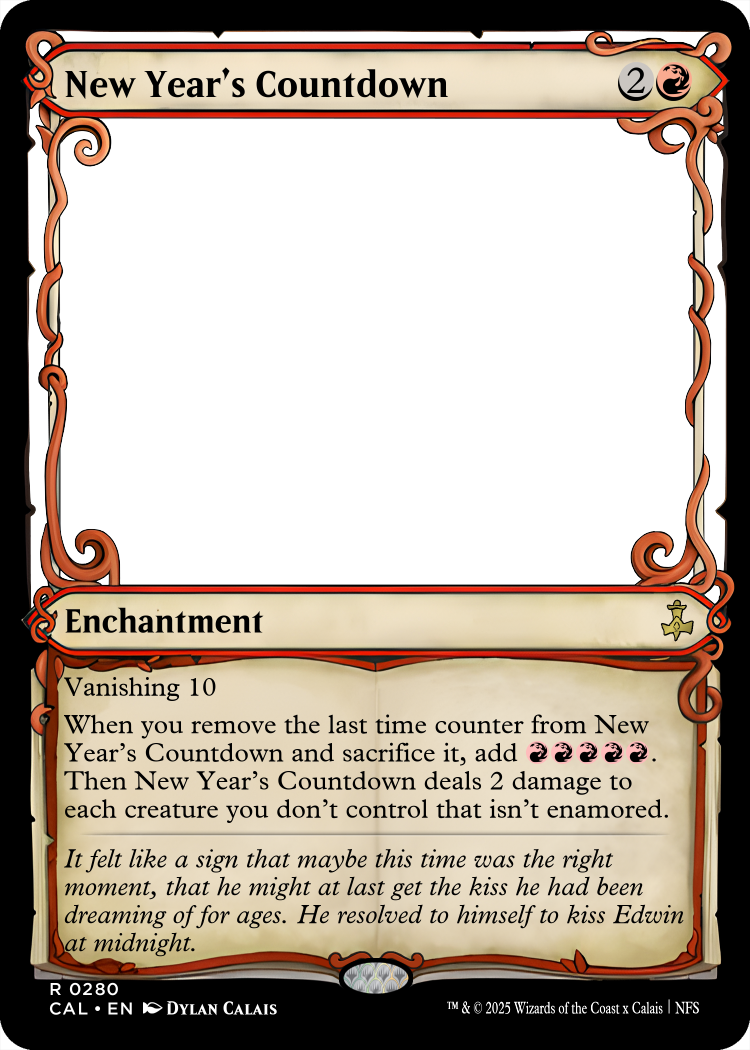 New Year's Countdown 2
Enchantment
Vanishing 10
When you remove the last time counter from New
Year's Countdown and sacrifice it, add .
Then New Year's Countdown deals 2 damage to
each creature you don't control that isn't enamored.
It felt like a sign that maybe this time was the right
moment, that he might at last get the kiss he had been
dreaming of for ages. He resolved to himself to kiss Edwin
at midnight.
R 0280
CAL • EN DYLAN CALAIS
™ & © 2025 Wizards of the Coast x Calais | NFS